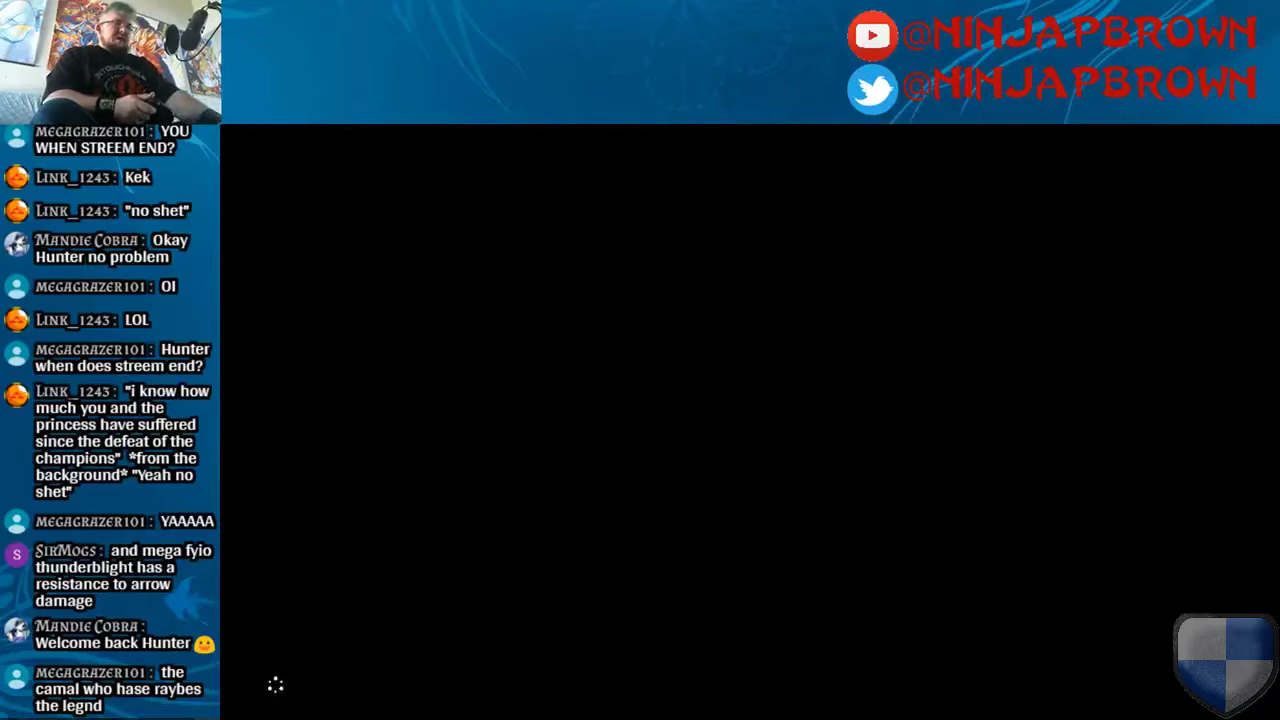 @NINJAPBROWN
@NINJAPBROWN
MEGAGRAZER101: YOU
WHEN STREEM END?
LINK_1243: Kek
LINK_1243: "no shet"
MANDIE COBRA: Okay
Hunter no problem
MEGAGRAZER101: OI
LINK_1243: LOL
MEGAGRAZER101: Hunter
when does streem end?
LINK_1243: "i know how
much you and the
princess have suffered
since the defeat of the
champions" *from the
background* "Yeah no
shet"
MEGAGRAZER101: YAAAAA
S
SIRMOGS: and mega fyio
thunderblight has a
resistance to arrow
damage
MANDIE COBRA:
Welcome back Hunter
MEGAGRAZER101: the
camal who hase raybes
the legnd